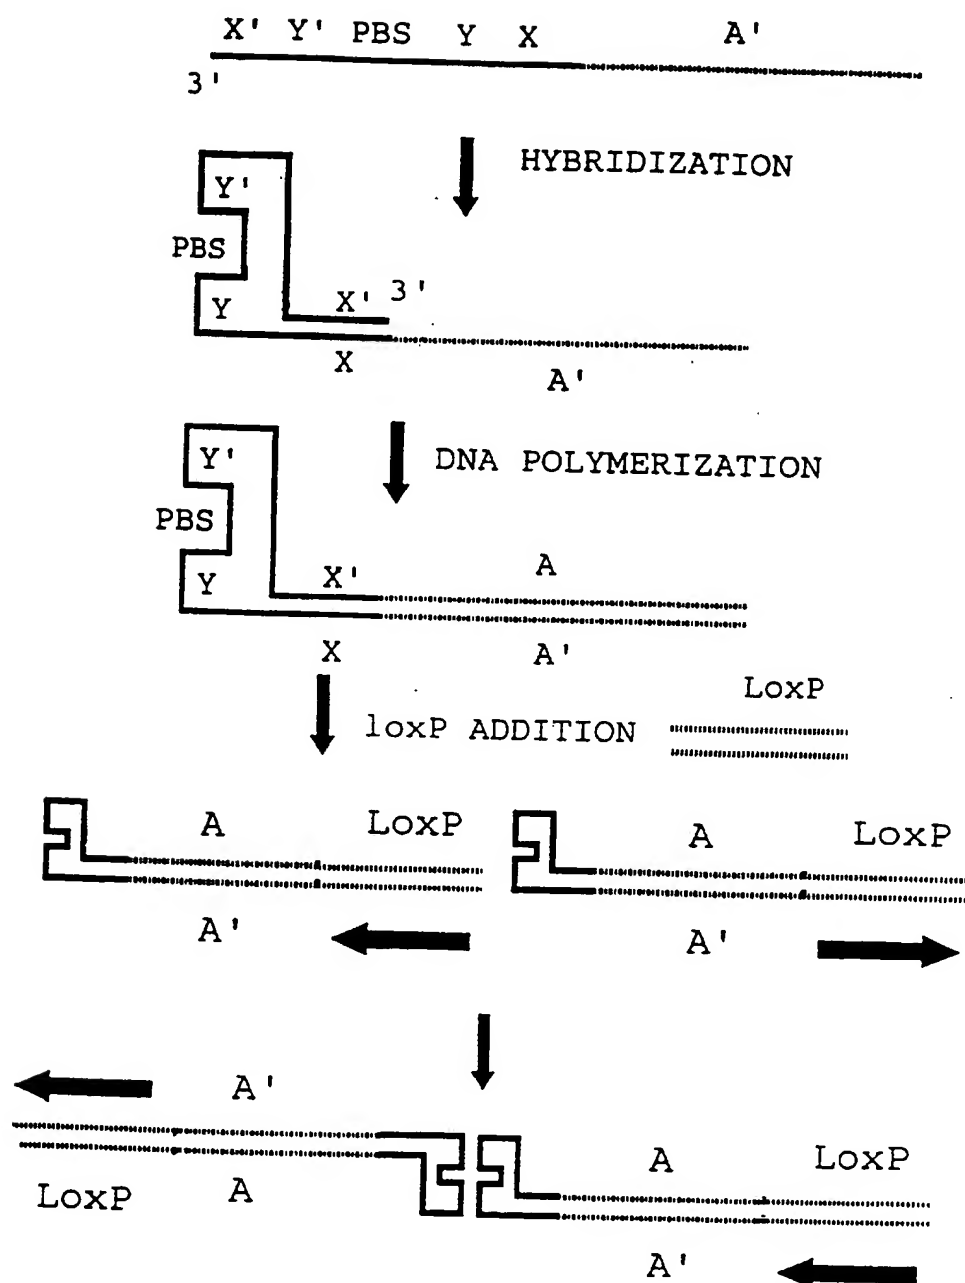 X' Y' PBS Y X A'
3'
HYBRIDIZATION
Y'
PBS
Y X' 3'
X
A'
Y'
DNA POLYMERIZATION
PBS
A
Y X'
X A'
LoxP
loxP ADDITION
A LoxP A LoxP
A' A'
A'
A LoxP
LoxP A
A'